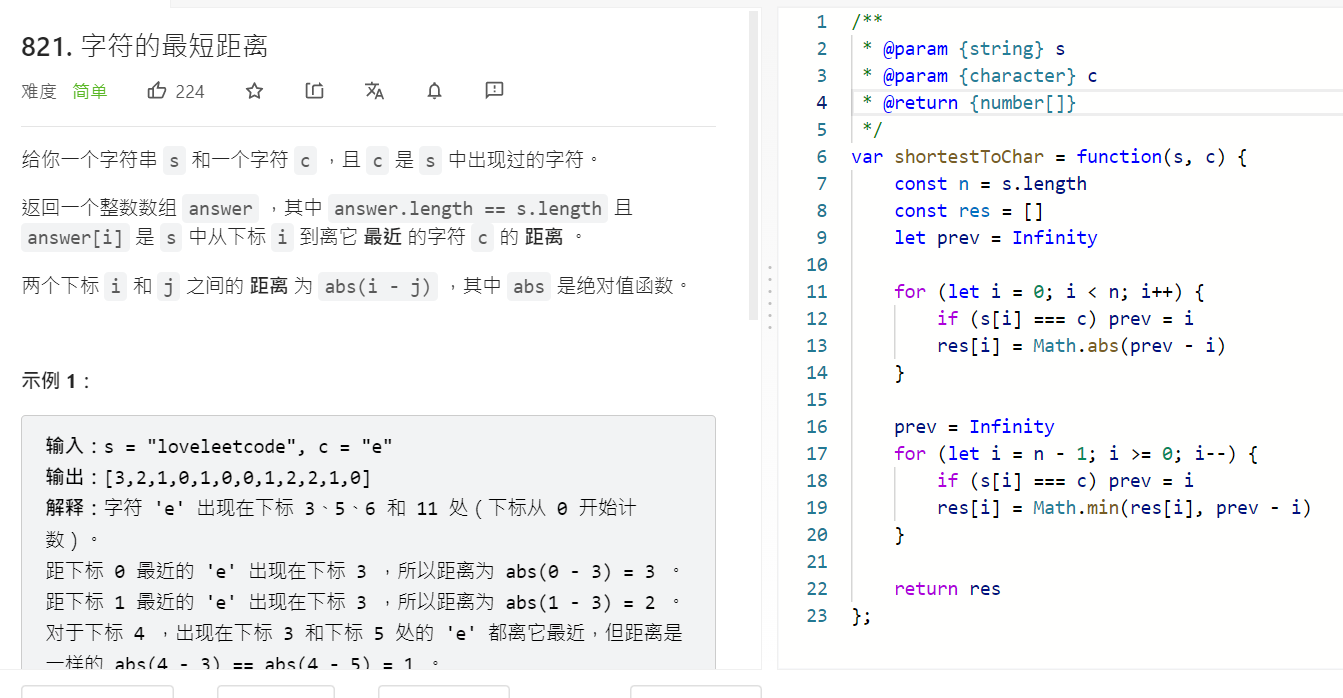 821. 字符的最短距离
难度 简单 224
给你一个字符串 s 和一个字符 c ，且 c 是 s 中出现过的字符。
返回一个整数数组 answer ，其中 answer.length == s.length 且
answer[i] 是 s 中从下标 i 到离它 最近 的字符 c 的 距离 。
两个下标 i 和 j 之间的 距离 为 abs(i - j) ，其中 abs 是绝对值函数。
示例 1：
输入：s = "loveleetcode", c = "e"
输出：[3,2,1,0,1,0,0,1,2,2,1,0]
解释：字符 'e' 出现在下标 3、5、6 和 11 处（下标从 0 开始计
数）。
距下标 0 最近的 'e' 出现在下标 3 ，所以距离为 abs(0 - 3) = 3 。
距下标 1 最近的 'e' 出现在下标 3 ，所以距离为 abs(1 - 3) = 2 。
对于下标 4 ，出现在下标 3 和下标 5 处的 'e' 都离它最近，但距离是
一样的 abs(4 - 3) == abs(4 - 5) = 1 。
1 /**
2  * @param {string} s
3  * @param {character} c
4  * @return {number[]}
5  */
6 var shortestToChar = function(s, c) {
7     const n = s.length
8     const res = []
9     let prev = Infinity
10
11     for (let i = 0; i < n; i++) {
12         if (s[i] === c) prev = i
13         res[i] = Math.abs(prev - i)
14     }
15
16     prev = Infinity
17     for (let i = n - 1; i >= 0; i--) {
18         if (s[i] === c) prev = i
19         res[i] = Math.min(res[i], prev - i)
20     }
21
22     return res
23 };